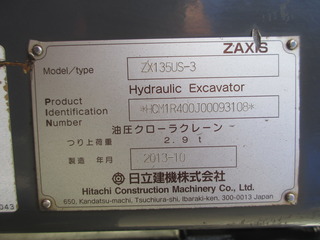 ZAXIS
Model/type ZX135US-3
Hydraulic Excavator
Product Identification Number *HCM1R400J00093108*
油圧クローラクレーン
つり上荷重 2.9t
製造 年月 2013-10
日立建機株式会社
Hitachi Construction Machinery Co., Ltd.
650, Kandatsu-machi, Tsuchiura-shi, Ibaraki-ken, 300-0013 Japan